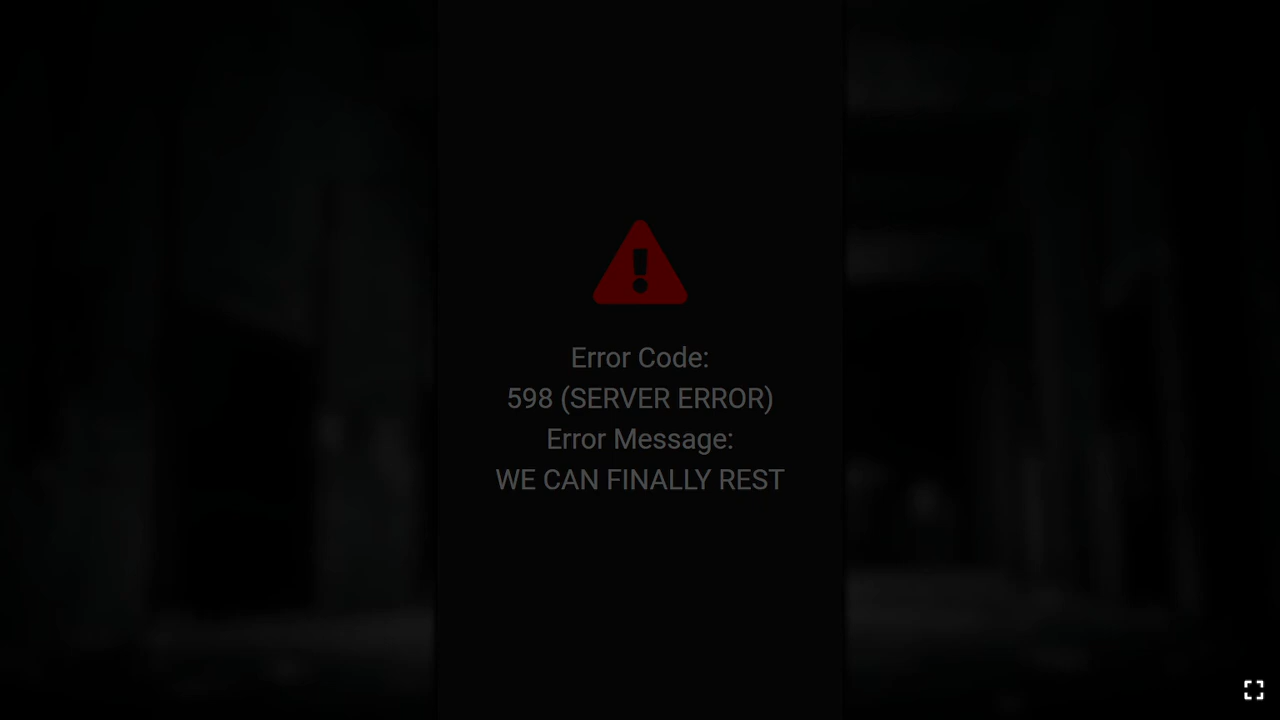 Error Code:
598 (SERVER ERROR)
Error Message:
WE CAN FINALLY REST